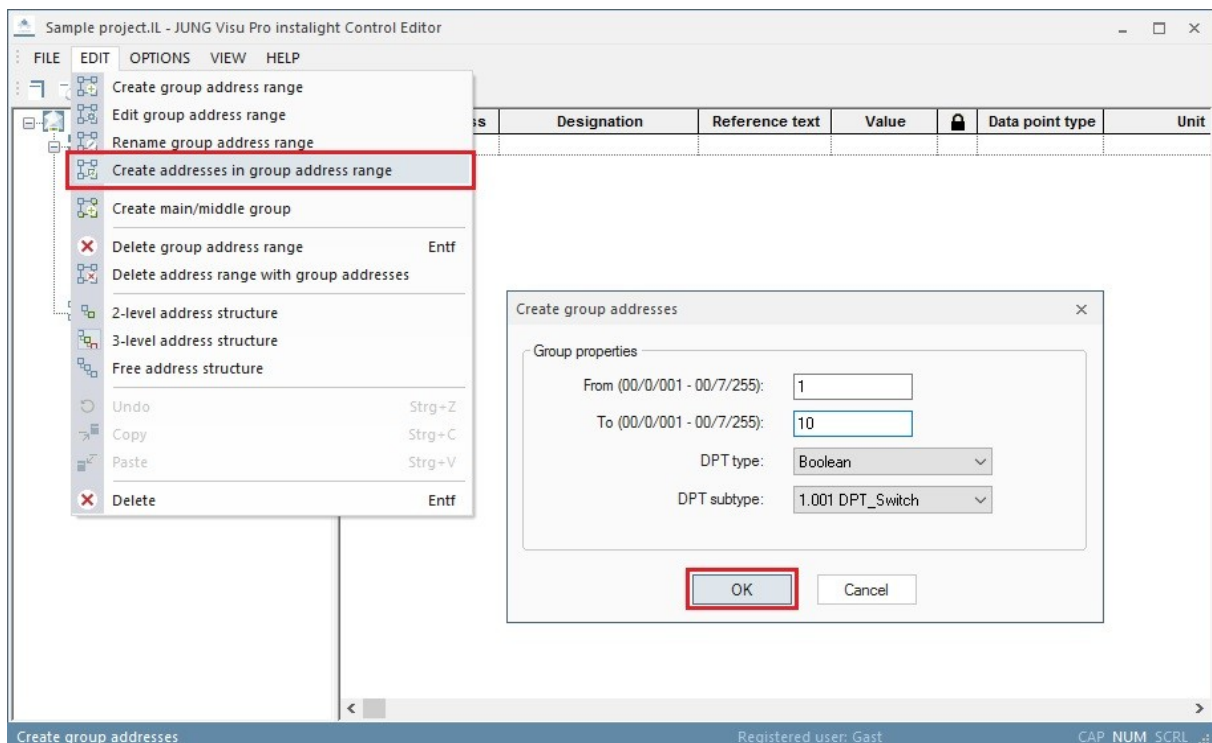 Sample project.IL - JUNG Visu Pro instalight Control Editor
FILE EDIT OPTIONS VIEW HELP
Create group address range
Edit group address range
Rename group address range
Create addresses in group address range
Create main/middle group
Delete group address range Entf
Delete address range with group addresses
2-level address structure
3-level address structure
Free address structure
Undo Strg+Z
Copy Strg+C
Paste Strg+V
Delete Entf
ss Designation Reference text Value Data point type Unit
Create group addresses
Group properties
From (00/0/001 - 00/7/255): 1
To (00/0/001 - 00/7/255): 10
DPT type: Boolean
DPT subtype: 1.001 DPT_Switch
OK Cancel
Create group addresses Registered user: Gast CAP NUM SCRL